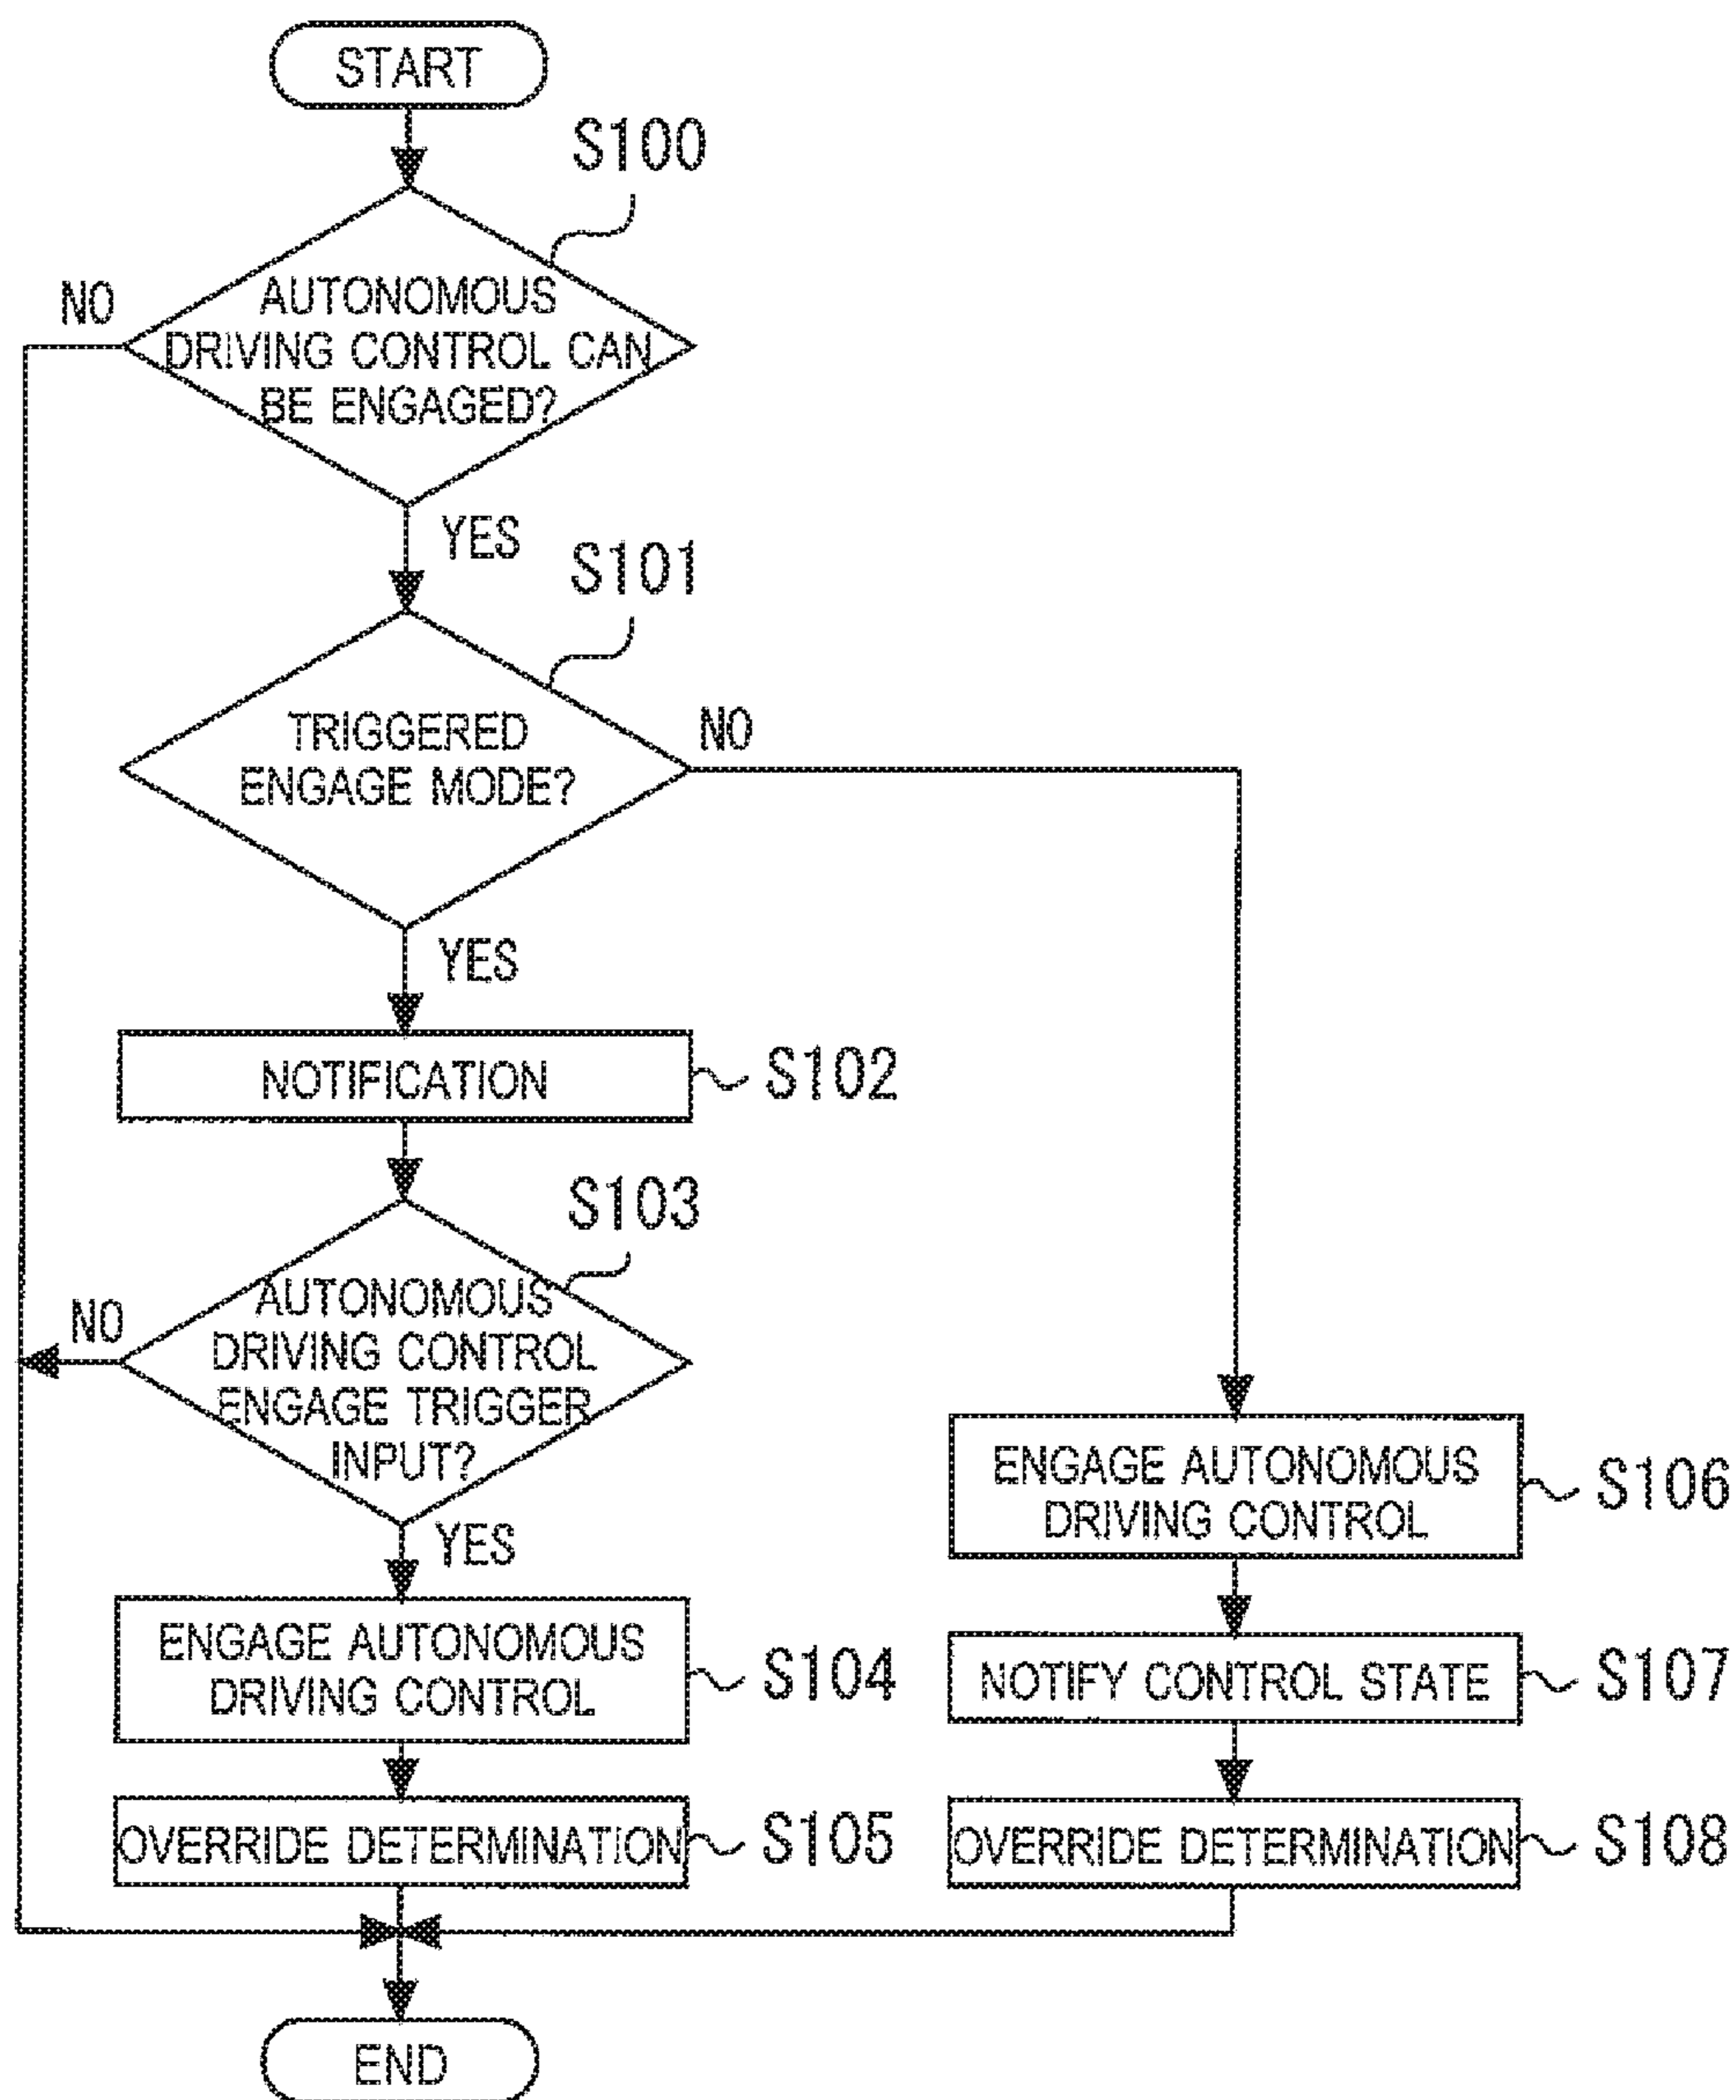 START
S100
NO
AUTONOMOUS
DRIVING CONTROL CAN
BE ENGAGED?
YES
S101
TRIGGERED
ENGAGE MODE?
NO
YES
NOTIFICATION
S102
S103
NO
AUTONOMOUS
DRIVING CONTROL
ENGAGE TRIGGER
INPUT?
YES
ENGAGE AUTONOMOUS
DRIVING CONTROL
S104
OVERRIDE DETERMINATION
S105
ENGAGE AUTONOMOUS
DRIVING CONTROL
S106
NOTIFY CONTROL STATE
S107
OVERRIDE DETERMINATION
S108
END